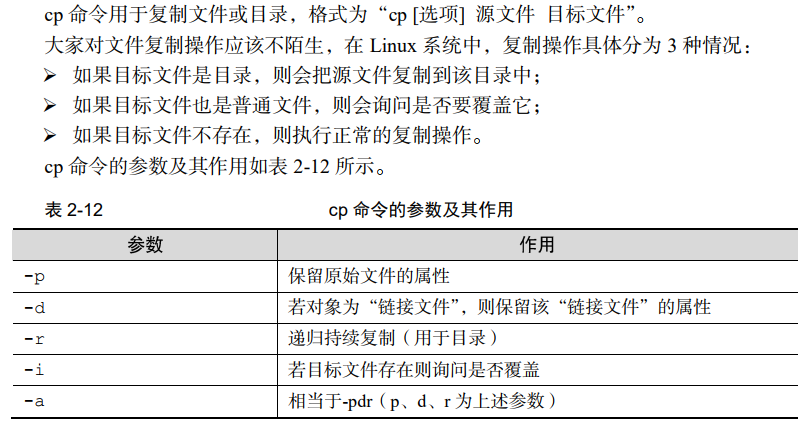 cp 命令用于复制文件或目录，格式为“cp [选项] 源文件 目标文件”。
大家对文件复制操作应该不陌生，在 Linux 系统中，复制操作具体分为 3 种情况：
➢ 如果目标文件是目录，则会把源文件复制到该目录中；
➢ 如果目标文件也是普通文件，则会询问是否要覆盖它；
➢ 如果目标文件不存在，则执行正常的复制操作。
cp 命令的参数及其作用如表 2-12 所示。
表 2-12 cp 命令的参数及其作用
参数 作用
-p 保留原始文件的属性
-d 若对象为“链接文件”，则保留该“链接文件”的属性
-r 递归持续复制（用于目录）
-i 若目标文件存在则询问是否覆盖
-a 相当于-pdr（p、d、r 为上述参数）